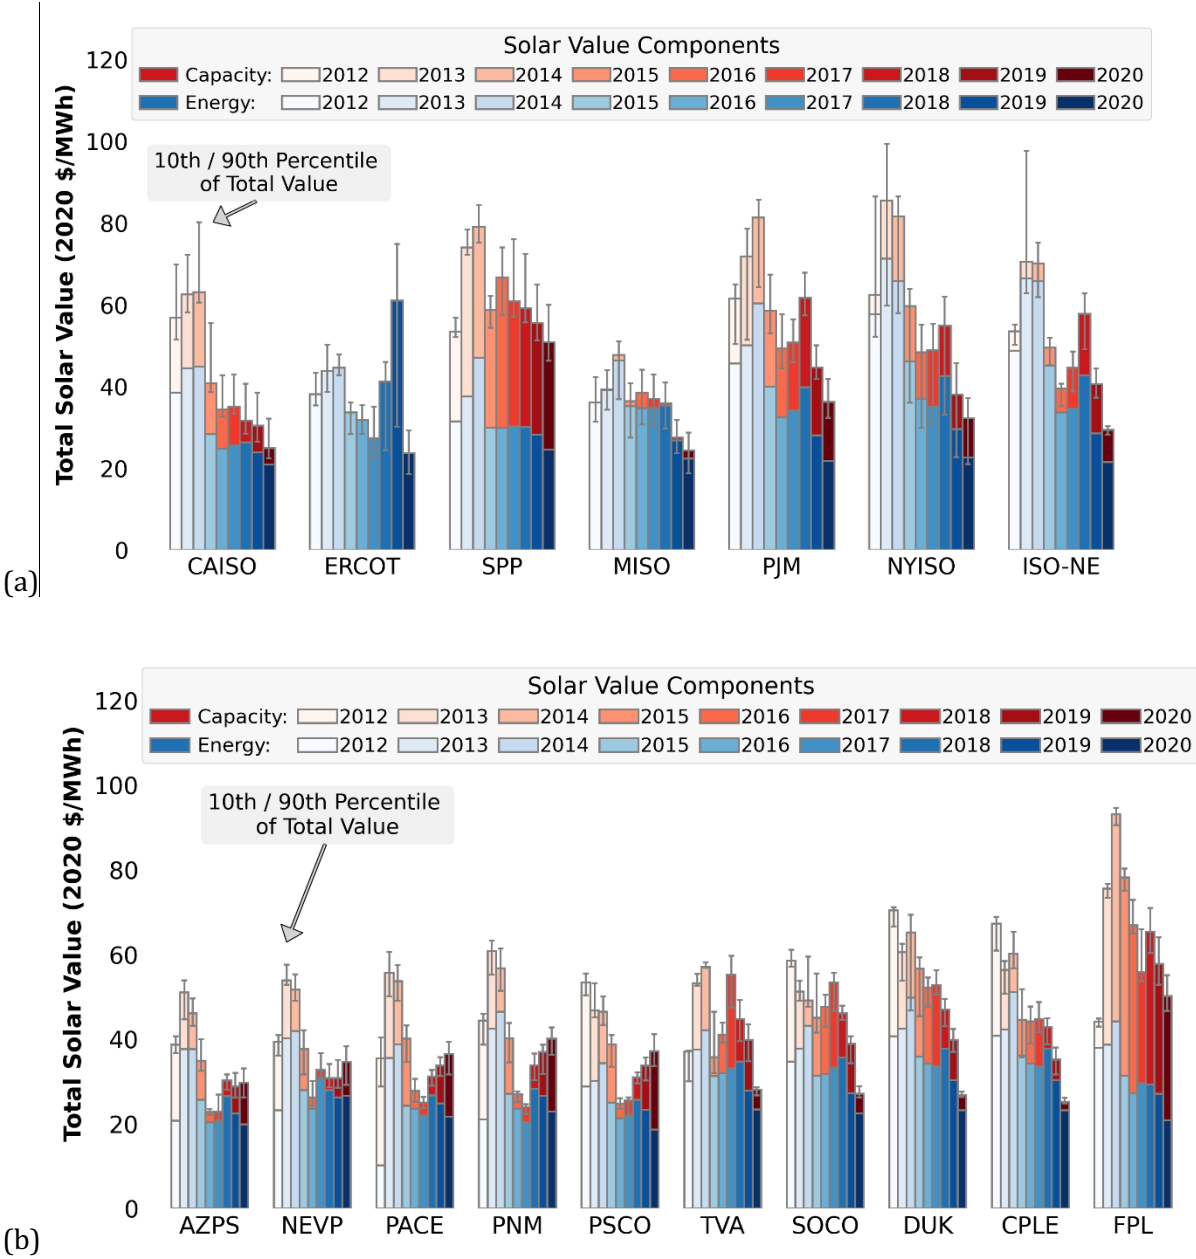 Solar Value Components
Capacity: 2012 2013 2014 2015 2016 2017 2018 2019 2020
Energy: 2012 2013 2014 2015 2016 2017 2018 2019 2020
10th / 90th Percentile
of Total Value
Total Solar Value (2020 $/MWh)
120
100
80
60
40
20
0
CAISO ERCOT SPP MISO PJM NYISO ISO-NE
(a)
Solar Value Components
Capacity: 2012 2013 2014 2015 2016 2017 2018 2019 2020
Energy: 2012 2013 2014 2015 2016 2017 2018 2019 2020
10th / 90th Percentile
of Total Value
Total Solar Value (2020 $/MWh)
120
100
80
60
40
20
0
AZPS NEVP PACE PNM PSCO TVA SOCO DUK CPLE FPL
(b)